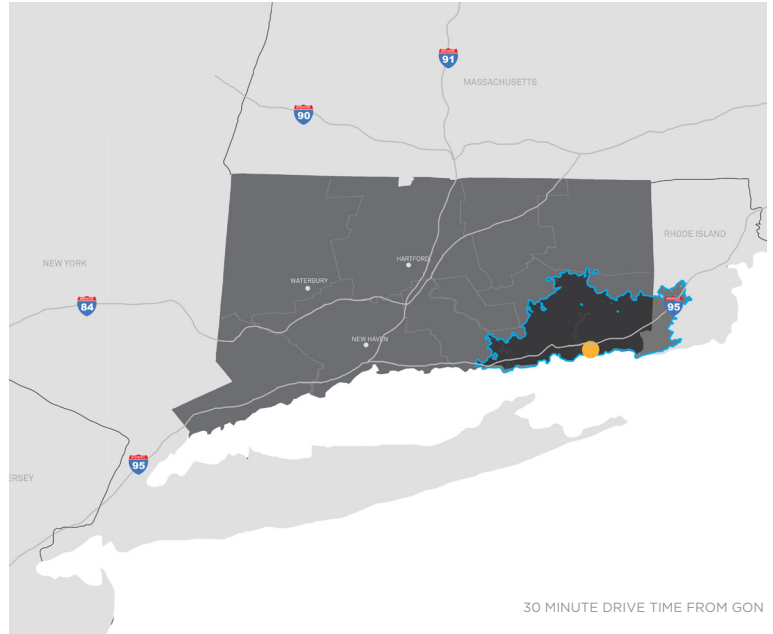 91
MASSACHUSETTS
90
RHODE ISLAND
NEW YORK
HARTFORD
WATERBURY
84
95
NEW HAVEN
95
ERSEY
30 MINUTE DRIVE TIME FROM GON